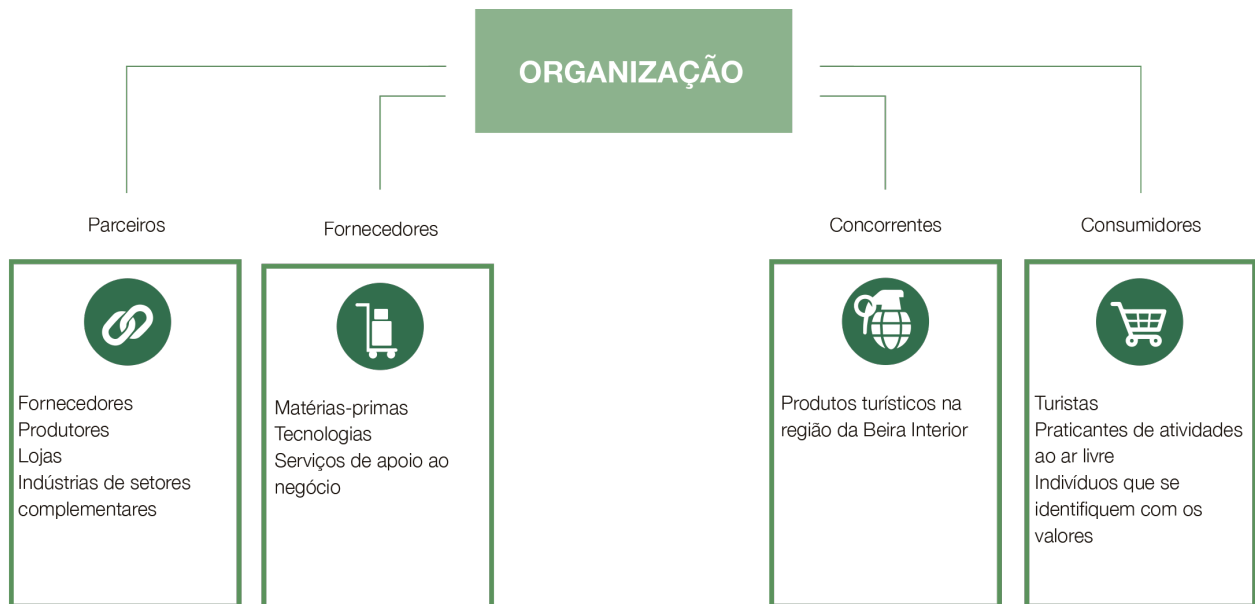 ORGANIZAÇÃO
Parceiros
Fornecedores
Produtores
Lojas
Indústrias de setores
complementares
Fornecedores
Matérias-primas
Tecnologias
Serviços de apoio ao
negócio
Concorrentes
Produtos turísticos na
região da Beira Interior
Consumidores
Turistas
Praticantes de atividades
ao ar livre
Indivíduos que se
identifiquem com os
valores